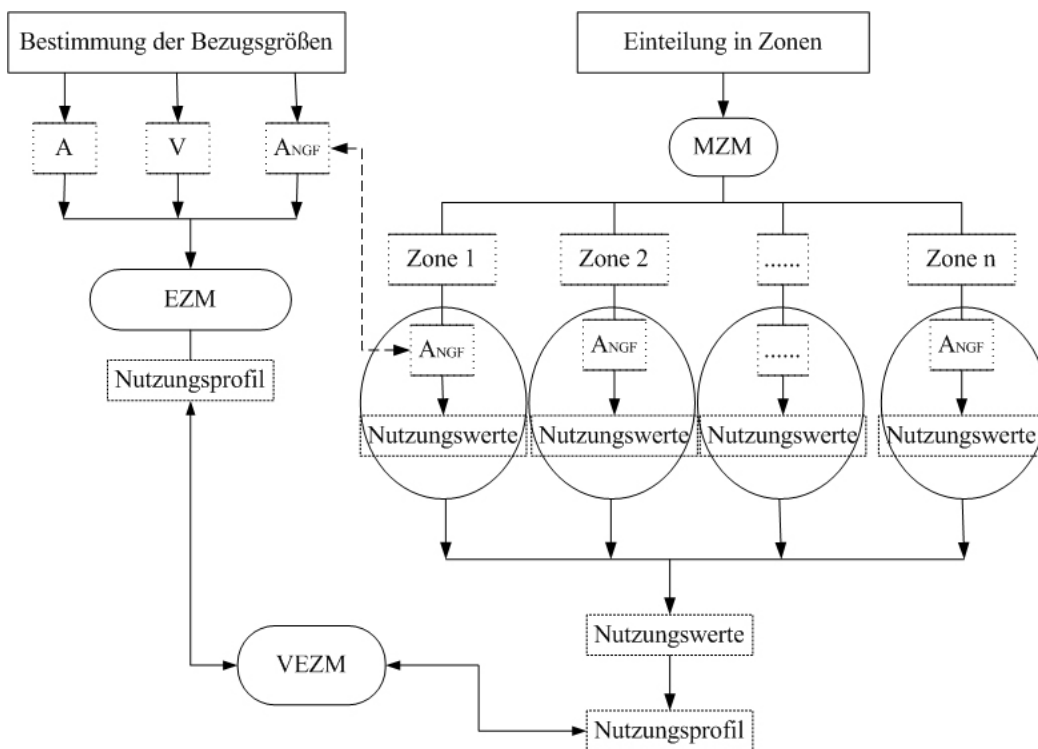 Bestimmung der Bezugsgrößen
Einteilung in Zonen
A
V
ANGF
MZM
Zone 1
Zone 2
......
Zone n
EZM
ANGF
ANGF
......
ANGF
Nutzungsprofil
Nutzungswerte
Nutzungswerte
Nutzungswerte
Nutzungswerte
Nutzungswerte
VEZM
Nutzungsprofil